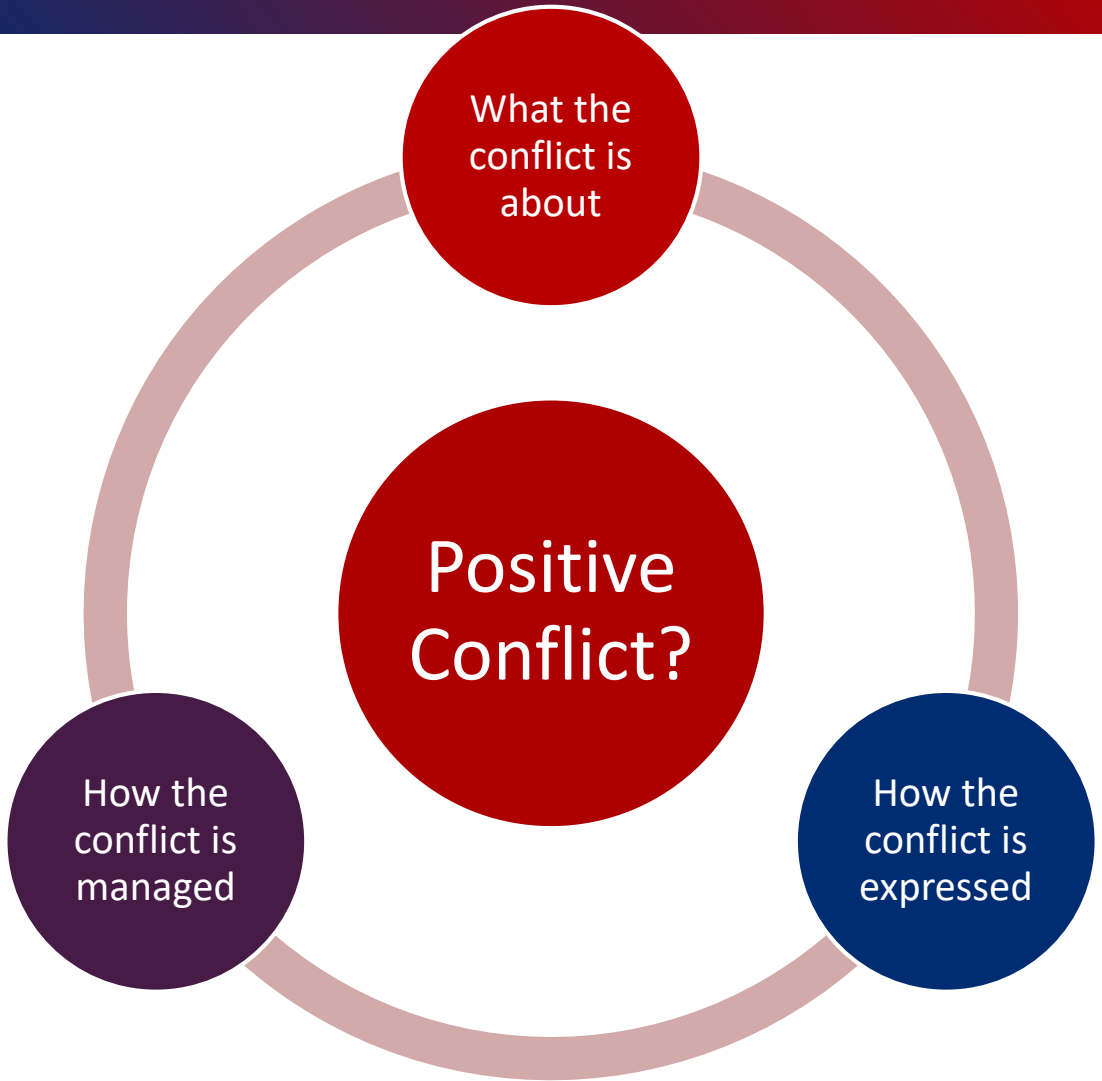 What the
conflict is
about
Positive
Conflict?
How the
conflict is
managed
How the
conflict is
expressed